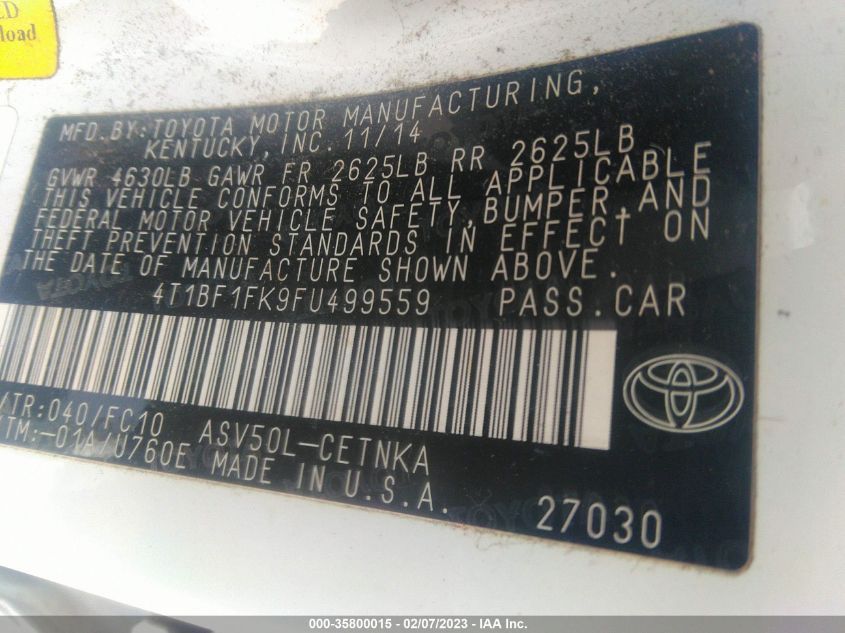 ED
load
MFD. BY: TOYOTA MOTOR MANUFACTURING,
KENTUCKY, INC. 11/14
GVWR 4630LB GAWR FR 2625LB RR 2625LB
THIS VEHICLE CONFORMS TO ALL APPLICABLE
FEDERAL MOTOR VEHICLE SAFETY, BUMPER, AND
THEFT PREVENTION STANDARDS IN EFFECT ON
THE DATE OF MANUFACTURE SHOWN ABOVE.
4T1BF1FK9FU499559 PASS.CAR
/TR:040/FC10 ASV50L-CETNKA
/TM:-01A/U760E MADE IN U.S.A.
27030
000-35800015 - 02/07/2023 - IAA Inc.